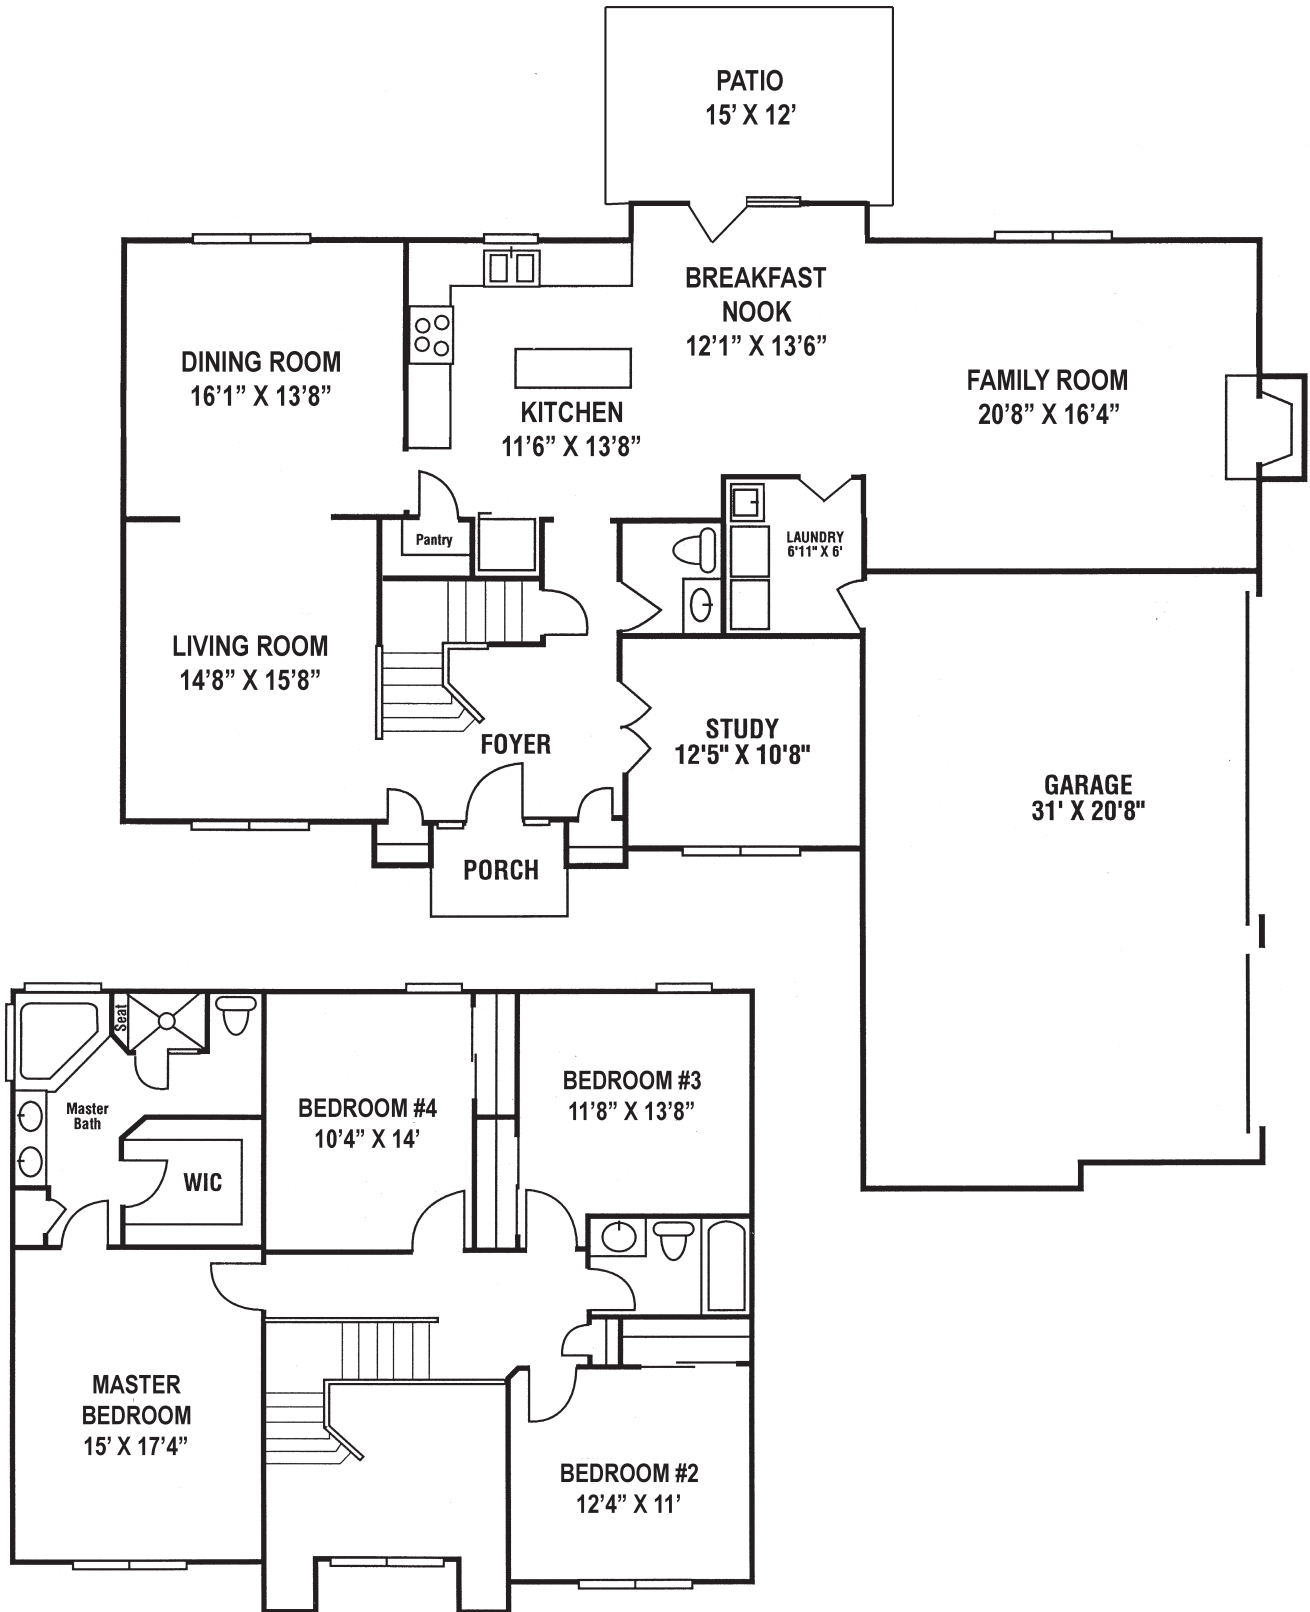 PATIO
15’ X 12’
BREAKFAST
NOOK
12’1” X 13’6”
DINING ROOM
16’1” X 13’8”
KITCHEN
11’6” X 13’8”
FAMILY ROOM
20’8” X 16’4”
Pantry
LAUNDRY
6'11" X 6'
LIVING ROOM
14’8” X 15’8”
FOYER
STUDY
12'5" X 10'8"
GARAGE
31' X 20'8"
PORCH
Seat
Master
Bath
WIC
BEDROOM #4
10’4” X 14’
BEDROOM #3
11’8” X 13’8”
MASTER
BEDROOM
15’ X 17’4”
BEDROOM #2
12’4” X 11’